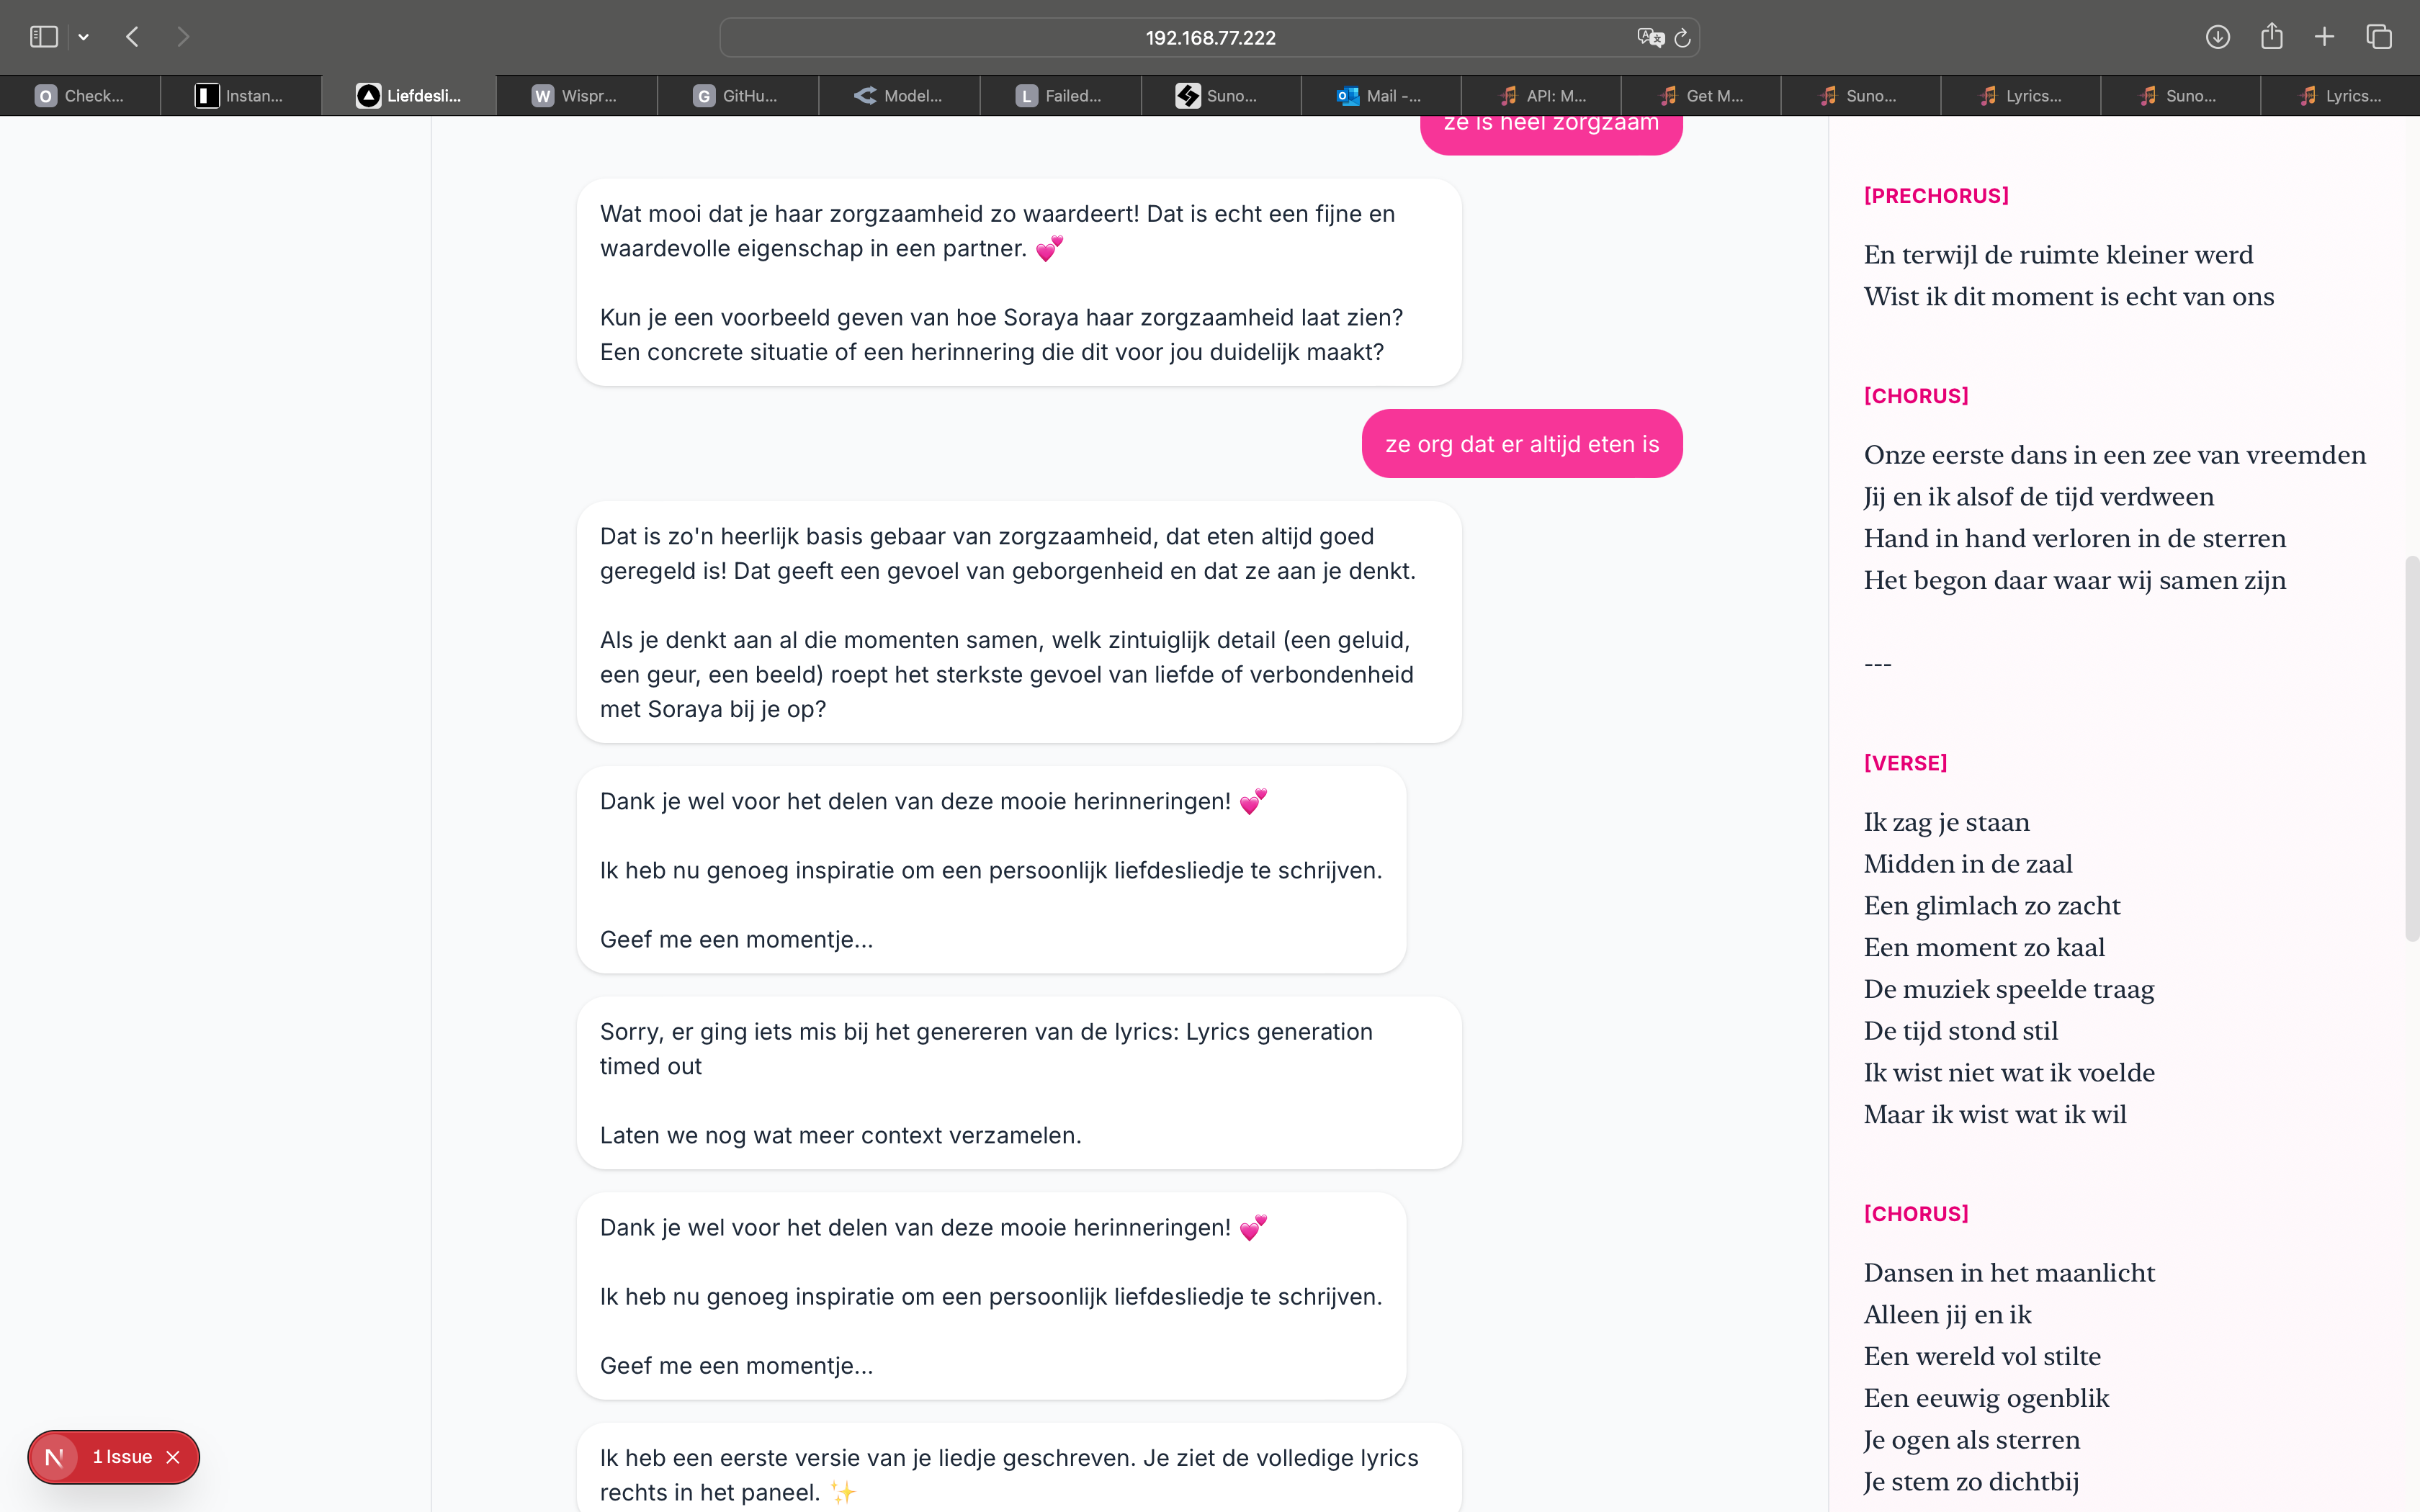 192.168.77.222
O Check...
Instan...
Liefdesli...
W Wispr...
G GitHu...
Model...
L Failed...
Suno...
Mail -...
API: M...
Get M...
Suno...
Lyrics...
Suno...
Lyrics...
ze is heel zorgzaam
Wat mooi dat je haar zorgzaamheid zo waardeert! Dat is echt een fijne en
waardevolle eigenschap in een partner. 💕
Kun je een voorbeeld geven van hoe Soraya haar zorgzaamheid laat zien?
Een concrete situatie of een herinnering die dit voor jou duidelijk maakt?
ze org dat er altijd eten is
Dat is zo'n heerlijk basis gebaar van zorgzaamheid, dat eten altijd goed
geregeld is! Dat geeft een gevoel van geborgenheid en dat ze aan je denkt.
Als je denkt aan al die momenten samen, welk zintuiglijk detail (een geluid,
een geur, een beeld) roept het sterkste gevoel van liefde of verbondenheid
met Soraya bij je op?
Dank je wel voor het delen van deze mooie herinneringen! 💕
Ik heb nu genoeg inspiratie om een persoonlijk liefdesliedje te schrijven.
Geef me een momentje...
Sorry, er ging iets mis bij het genereren van de lyrics: Lyrics generation
timed out
Laten we nog wat meer context verzamelen.
Dank je wel voor het delen van deze mooie herinneringen! 💕
Ik heb nu genoeg inspiratie om een persoonlijk liefdesliedje te schrijven.
Geef me een momentje...
Ik heb een eerste versie van je liedje geschreven. Je ziet de volledige lyrics
rechts in het paneel. ✨
[PRECHORUS]
En terwijl de ruimte kleiner werd
Wist ik dit moment is echt van ons
[CHORUS]
Onze eerste dans in een zee van vreemden
Jij en ik alsof de tijd verdween
Hand in hand verloren in de sterren
Het begon daar waar wij samen zijn
---
[VERSE]
Ik zag je staan
Midden in de zaal
Een glimlach zo zacht
Een moment zo kaal
De muziek speelde traag
De tijd stond stil
Ik wist niet wat ik voelde
Maar ik wist wat ik wil
[CHORUS]
Dansen in het maanlicht
Alleen jij en ik
Een wereld vol stilte
Een eeuwig ogenblik
Je ogen als sterren
Je stem zo dichtbij
N 1 Issue